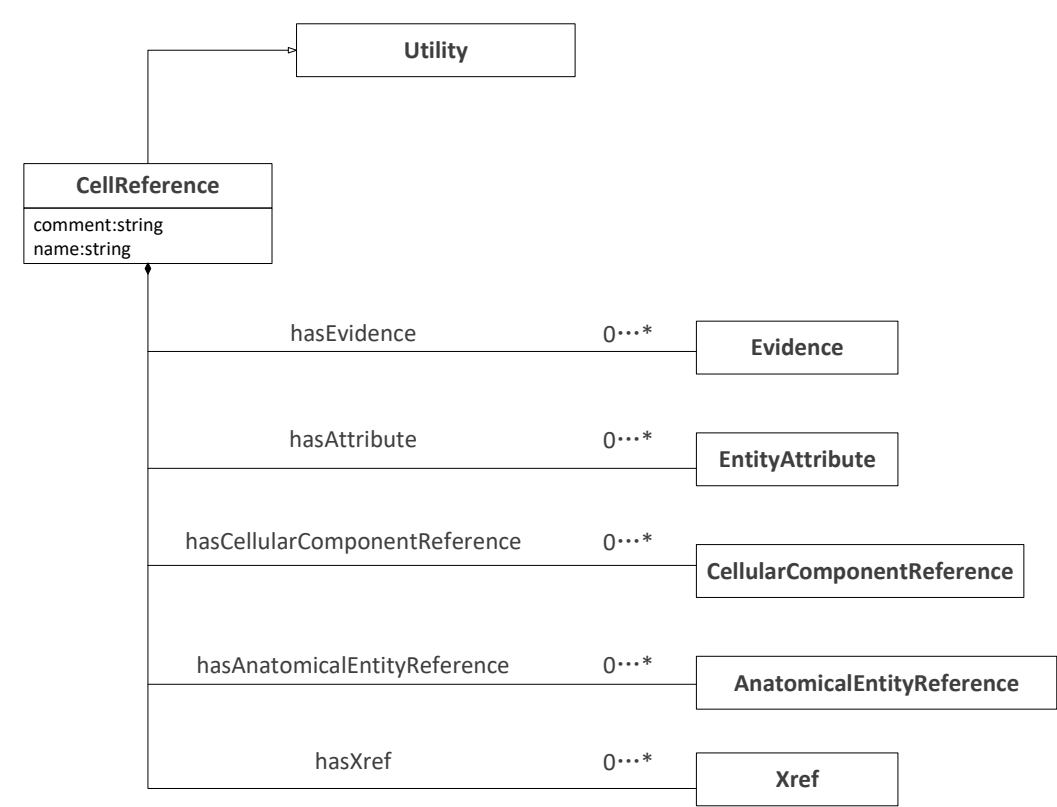 Utility
CellReference
comment:string
name:string
hasEvidence 0⋯*
Evidence
hasAttribute 0⋯*
EntityAttribute
hasCellularComponentReference 0⋯*
CellularComponentReference
hasAnatomicalEntityReference 0⋯*
AnatomicalEntityReference
hasXref 0⋯*
Xref